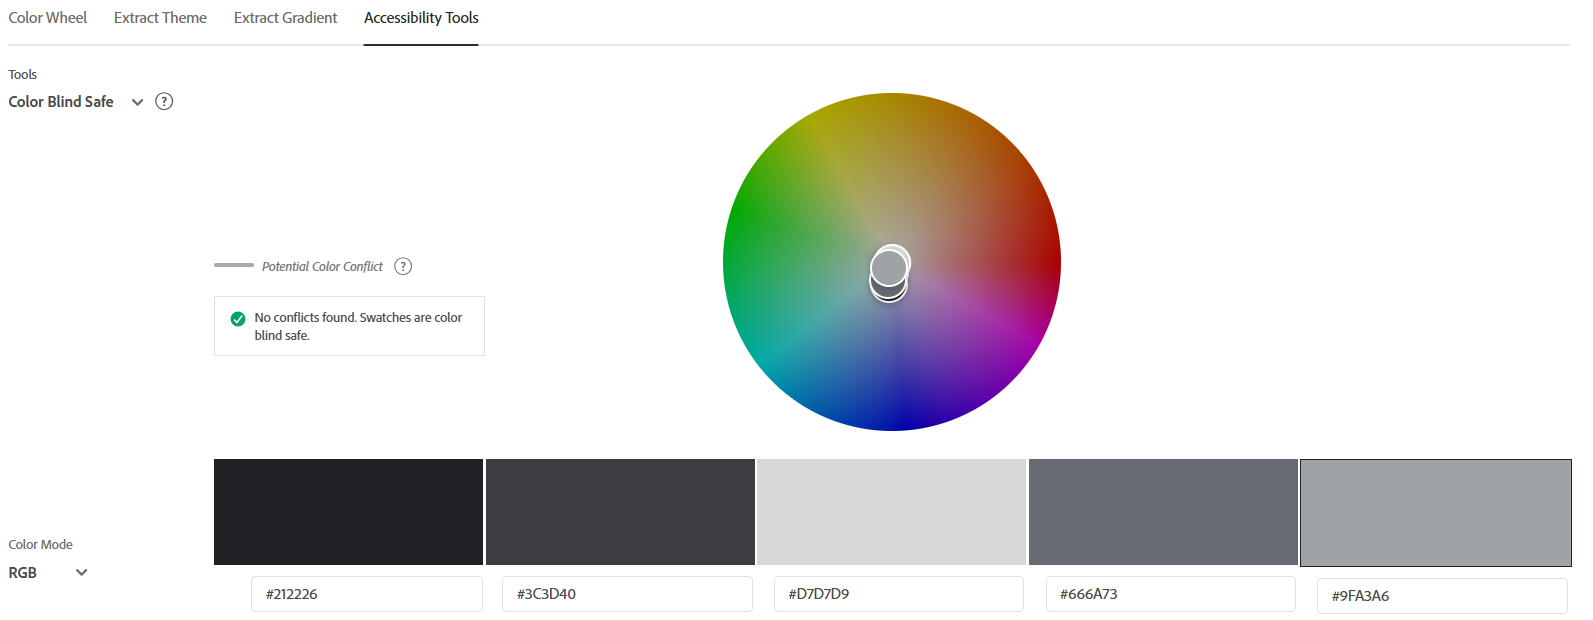 Color Wheel Extract Theme Extract Gradient Accessibility Tools
Tools
Color Blind Safe ?
Potential Color Conflict ?
No conflicts found. Swatches are color
blind safe.
Color Mode
RGB
#212226 #3C3D40 #D7D7D9 #666A73 #9FA3A6